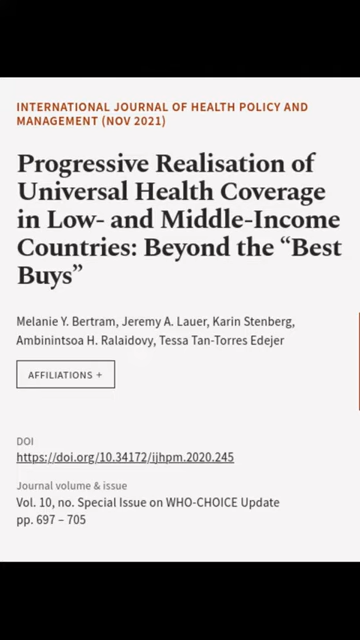 INTERNATIONAL JOURNAL OF HEALTH POLICY AND
MANAGEMENT (NOV 2021)
Progressive Realisation of
Universal Health Coverage
in Low- and Middle-Income
Countries: Beyond the “Best
Buys”
Melanie Y. Bertram, Jeremy A. Lauer, Karin Stenberg,
Ambinintsoa H. Ralaidovy, Tessa Tan-Torres Edejer
AFFILIATIONS +
DOI
https://doi.org/10.34172/ijhpm.2020.245
Journal volume & issue
Vol. 10, no. Special Issue on WHO-CHOICE Update
pp. 697 – 705